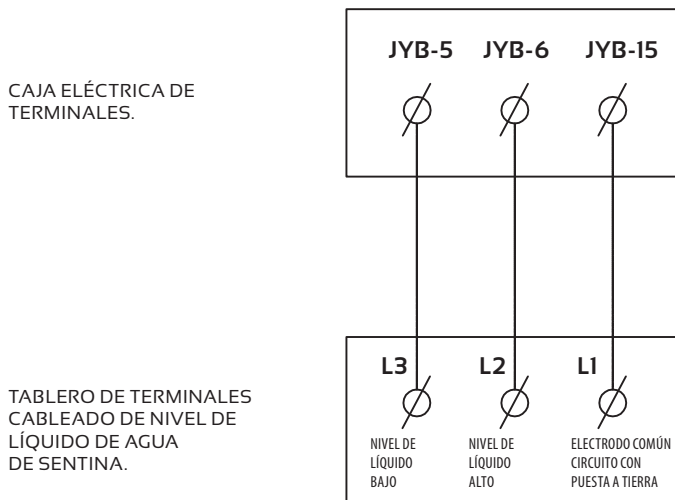 JYB-5 JYB-6 JYB-15
CAJA ELÉCTRICA DE
TERMINALES.
L3 L2 L1
TABLERO DE TERMINALES
CABLEADO DE NIVEL DE
LÍQUIDO DE AGUA
DE SENTINA.
NIVEL DE
LÍQUIDO
BAJO
NIVEL DE
LÍQUIDO
ALTO
ELECTRODO COMÚN
CIRCUITO CON
PUESTA A TIERRA